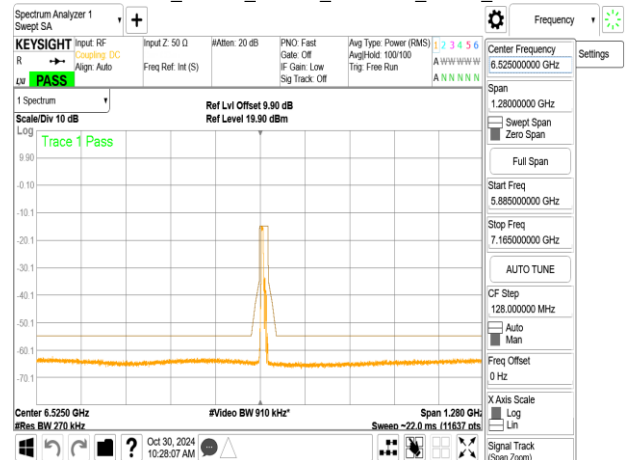 Spectrum Analyzer 1
Swept SA
Frequency
KEYSIGHT
R
LXI
PASS
Input: RF
Coupling: DC
Align: Auto
Input Z: 50 Ω
Freq Ref: Int (S)
#Atten: 20 dB
PNO: Fast
Gate: Off
IF Gain: Low
Sig Track: Off
Avg Type: Power (RMS)
Avg|Hold: 100/100
Trig: Free Run
1 2 3 4 5 6
A W W W W W
A N N N N N
1 Spectrum
Scale/Div 10 dB
Ref Lvl Offset 9.90 dB
Ref Level 19.90 dBm
Log
Trace 1 Pass
9.90
-0.10
-10.1
-20.1
-30.1
-40.1
-50.1
-60.1
-70.1
Center 6.5250 GHz
#Res BW 270 kHz
#Video BW 910 kHz*
Span 1.280 GHz
Sweep ~22.0 ms (11637 pts)
Oct 30, 2024
10:28:07 AM
?
Center Frequency
6.525000000 GHz
Settings
Span
1.28000000 GHz
Swept Span
Zero Span
Full Span
Start Freq
5.885000000 GHz
Stop Freq
7.165000000 GHz
AUTO TUNE
CF Step
128.000000 MHz
Auto
Man
Freq Offset
0 Hz
X Axis Scale
Log
Lin
Signal Track
(Span Zoom)